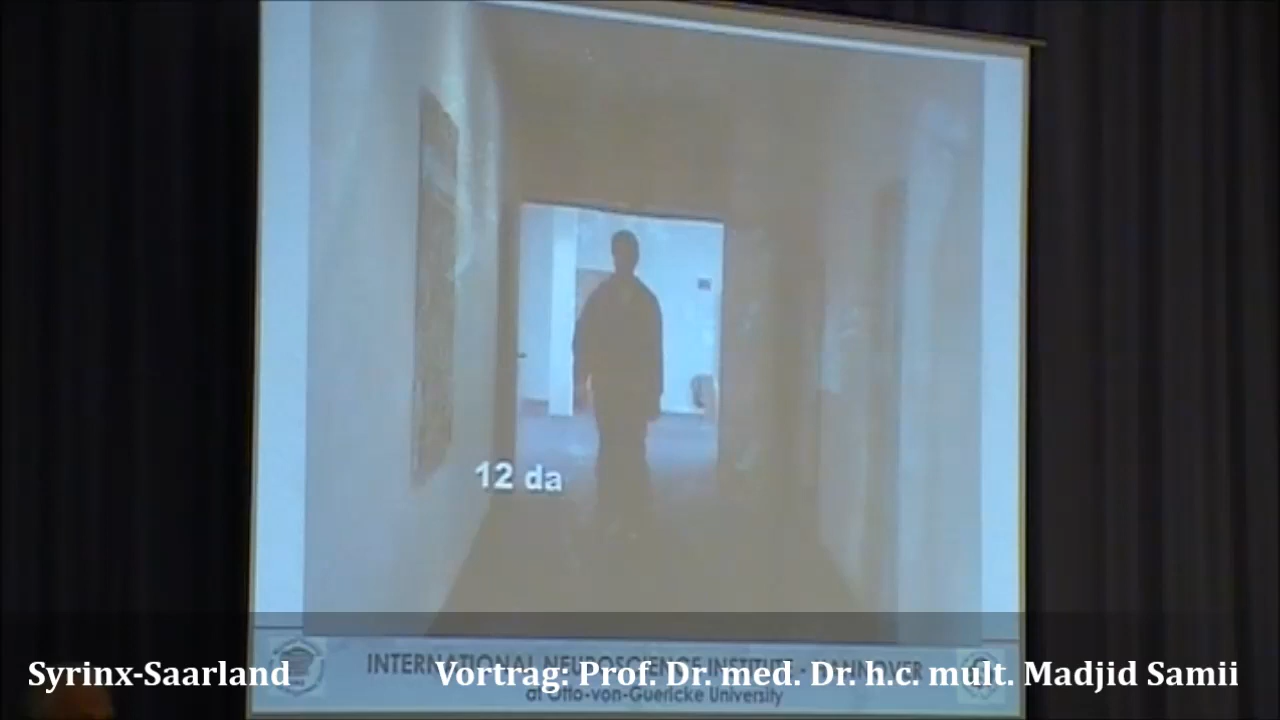 12 da
INTERNATIONAL NEUROSCIENCE INSTITUTE - HANNOVER
Syrinx-Saarland
Vortrag: Prof. Dr. med. Dr. h.c. mult. Madjid Samii
at Otto-von-Guericke University